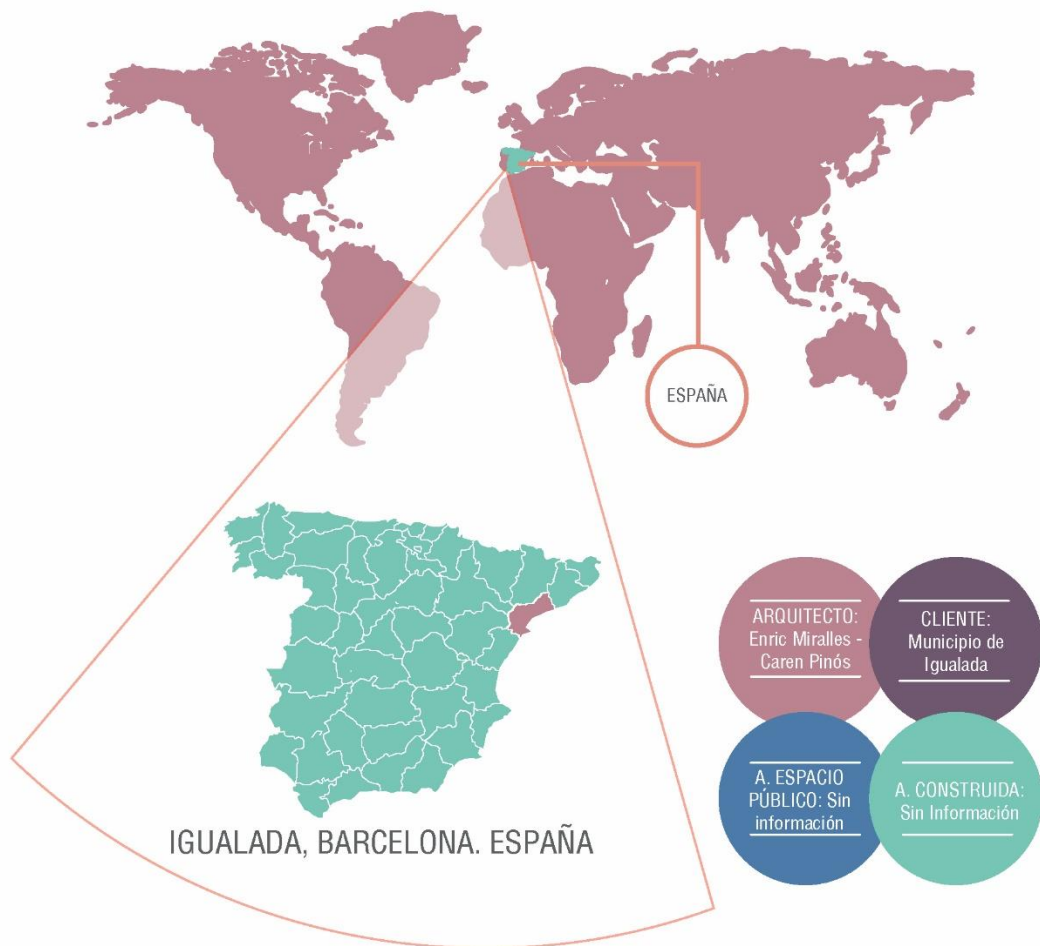 ESPAÑA
IGUALADA, BARCELONA. ESPAÑA
ARQUITECTO:
Enric Miralles -
Caren Pinós
CLIENTE:
Municipio de
Igualada
A. ESPACIO
PÚBLICO: Sin
información
A. CONSTRUIDA:
Sin Información